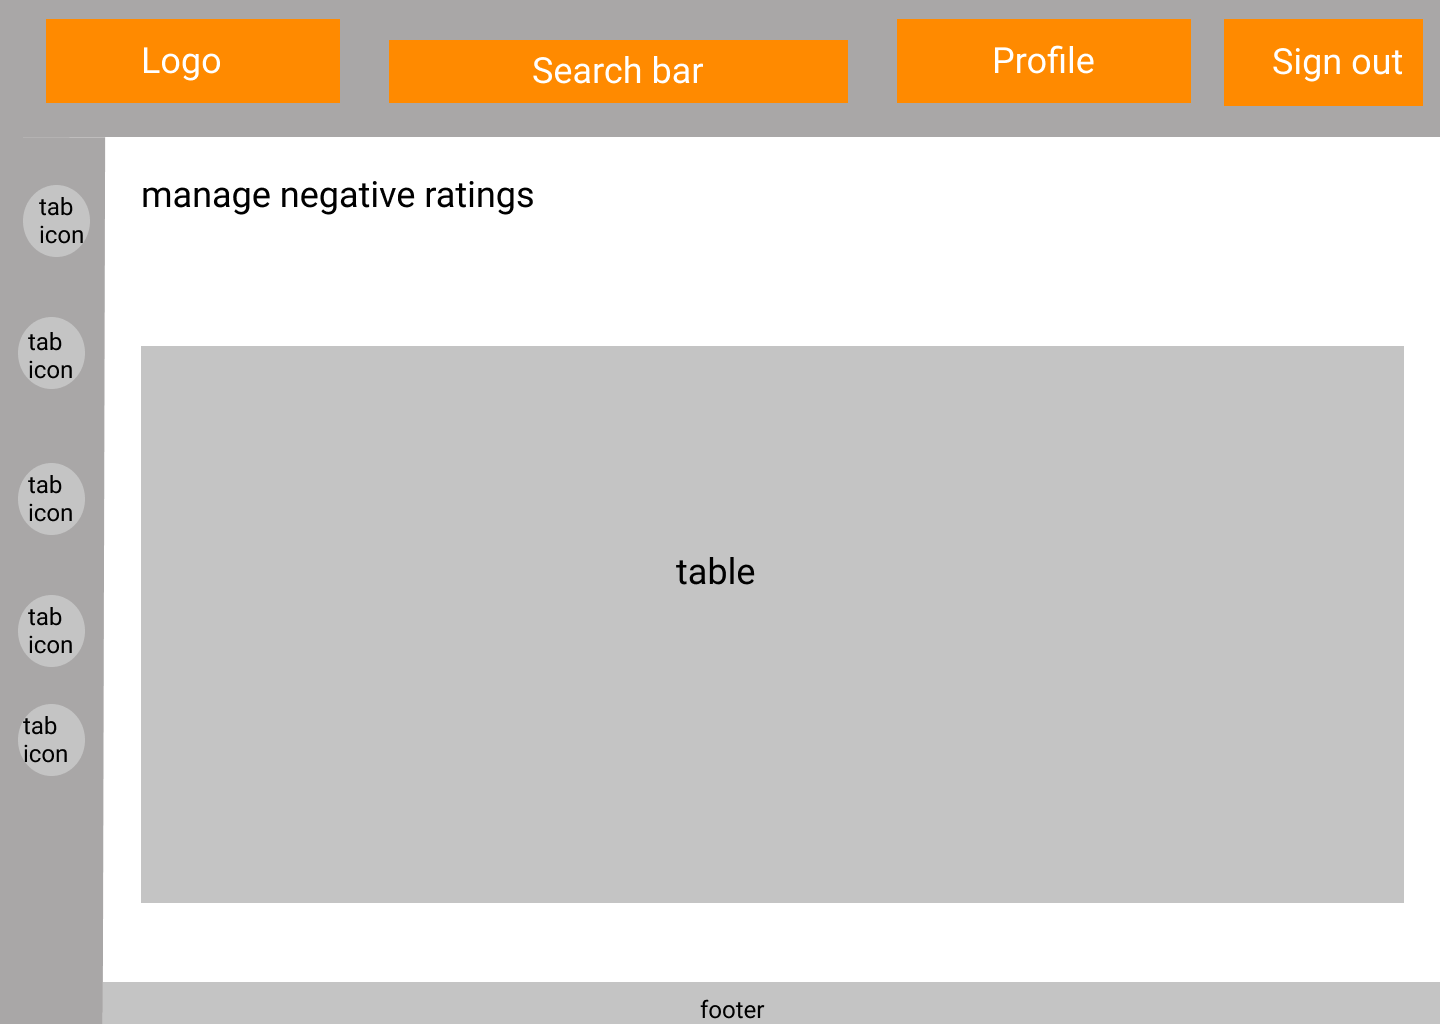 Logo
Search bar
Profile
Sign out
manage negative ratings
tab
icon
tab
icon
tab
icon
tab
icon
tab
icon
table
footer